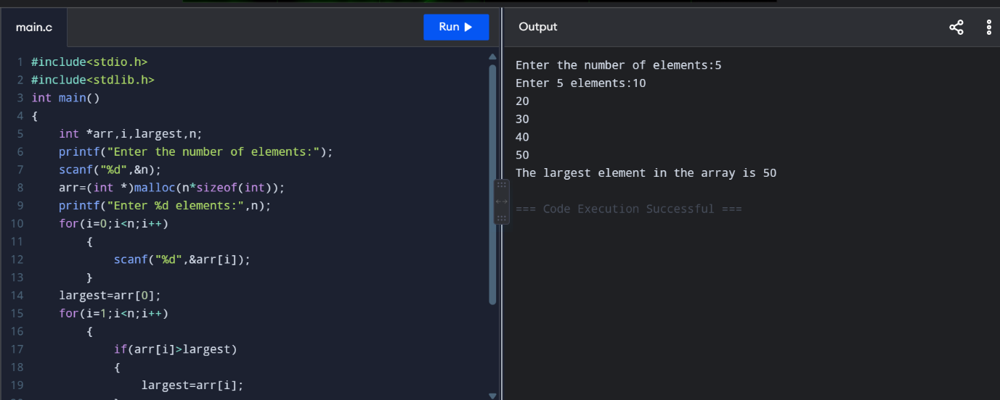 main.c
Run
1 #include<stdio.h>
2 #include<stdlib.h>
3 int main()
4 {
5     int *arr,i,largest,n;
6     printf("Enter the number of elements:");
7     scanf("%d",&n);
8     arr=(int *)malloc(n*sizeof(int));
9     printf("Enter %d elements:",n);
10     for(i=0;i<n;i++)
11         {
12             scanf("%d",&arr[i]);
13         }
14     largest=arr[0];
15     for(i=1;i<n;i++)
16         {
17             if(arr[i]>largest)
18             {
19                 largest=arr[i];
Output
Enter the number of elements:5
Enter 5 elements:10
20
30
40
50
The largest element in the array is 50
=== Code Execution Successful ===